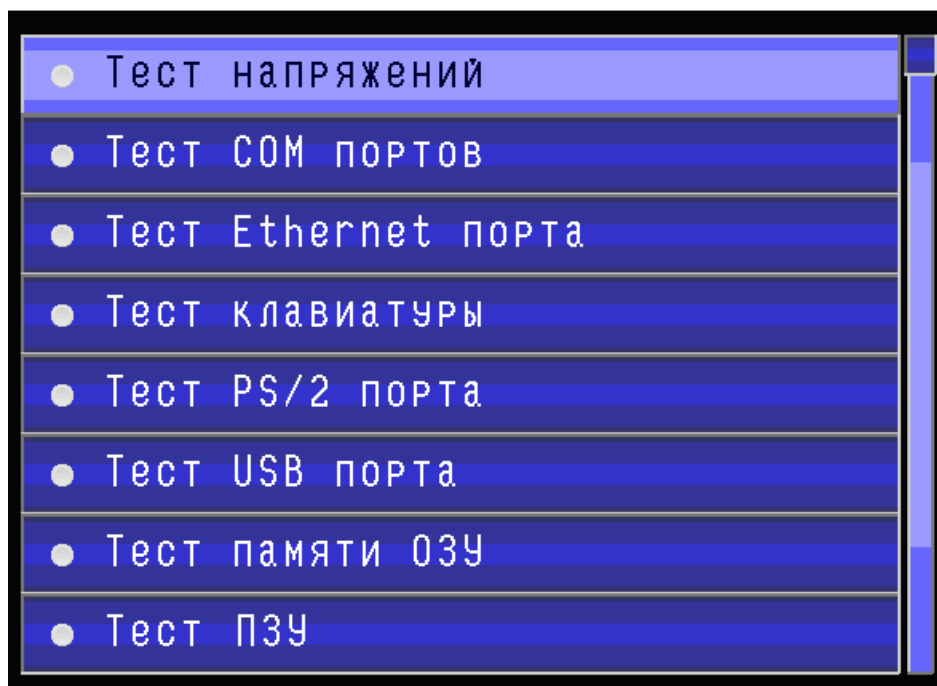 Тест напряжений
Тест COM портов
Тест Ethernet порта
Тест клавиатуры
Тест PS/2 порта
Тест USB порта
Тест памяти ОЗУ
Тест ПЗУ